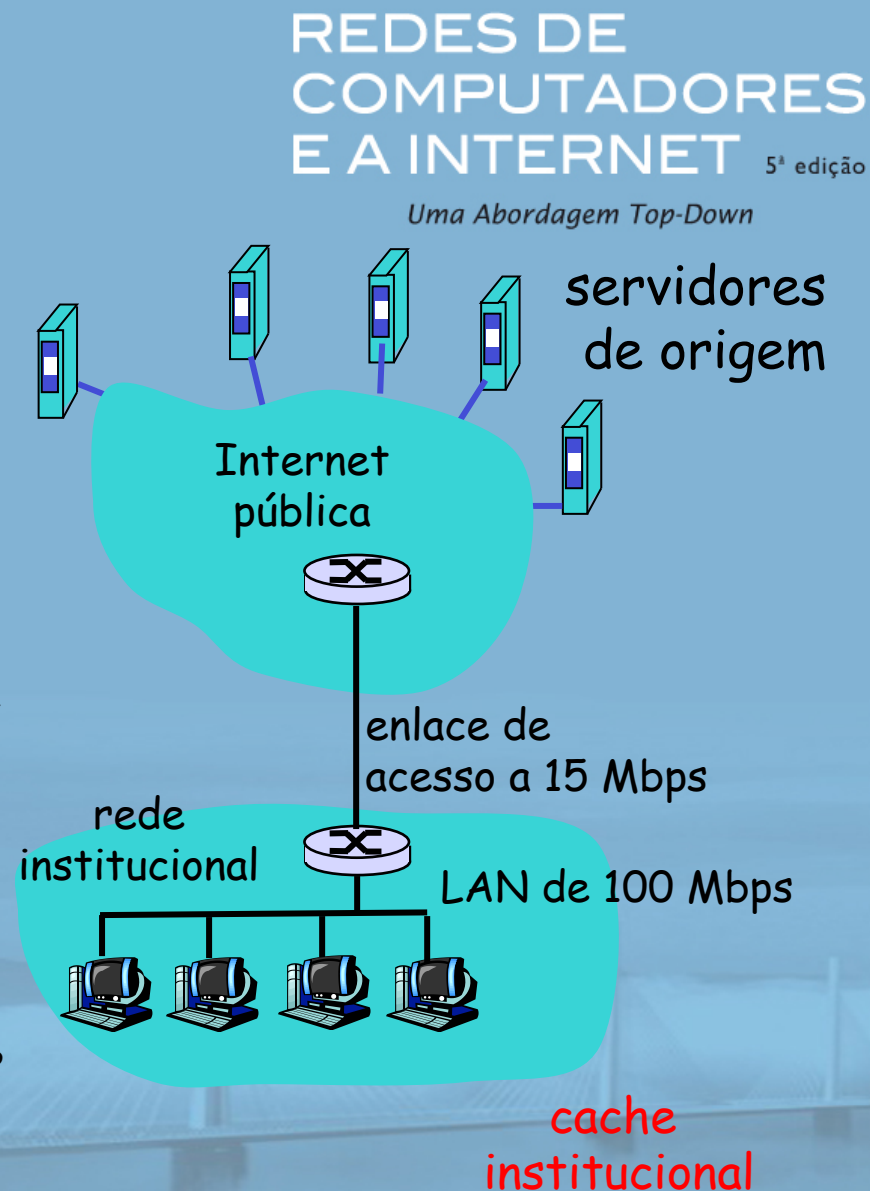 REDES DE
COMPUTADORES
E A INTERNET 5ª edição
Uma Abordagem Top-Down
servidores
de origem
Internet
pública
enlace de
acesso a 15 Mbps
rede
institucional
LAN de 100 Mbps
cache
institucional